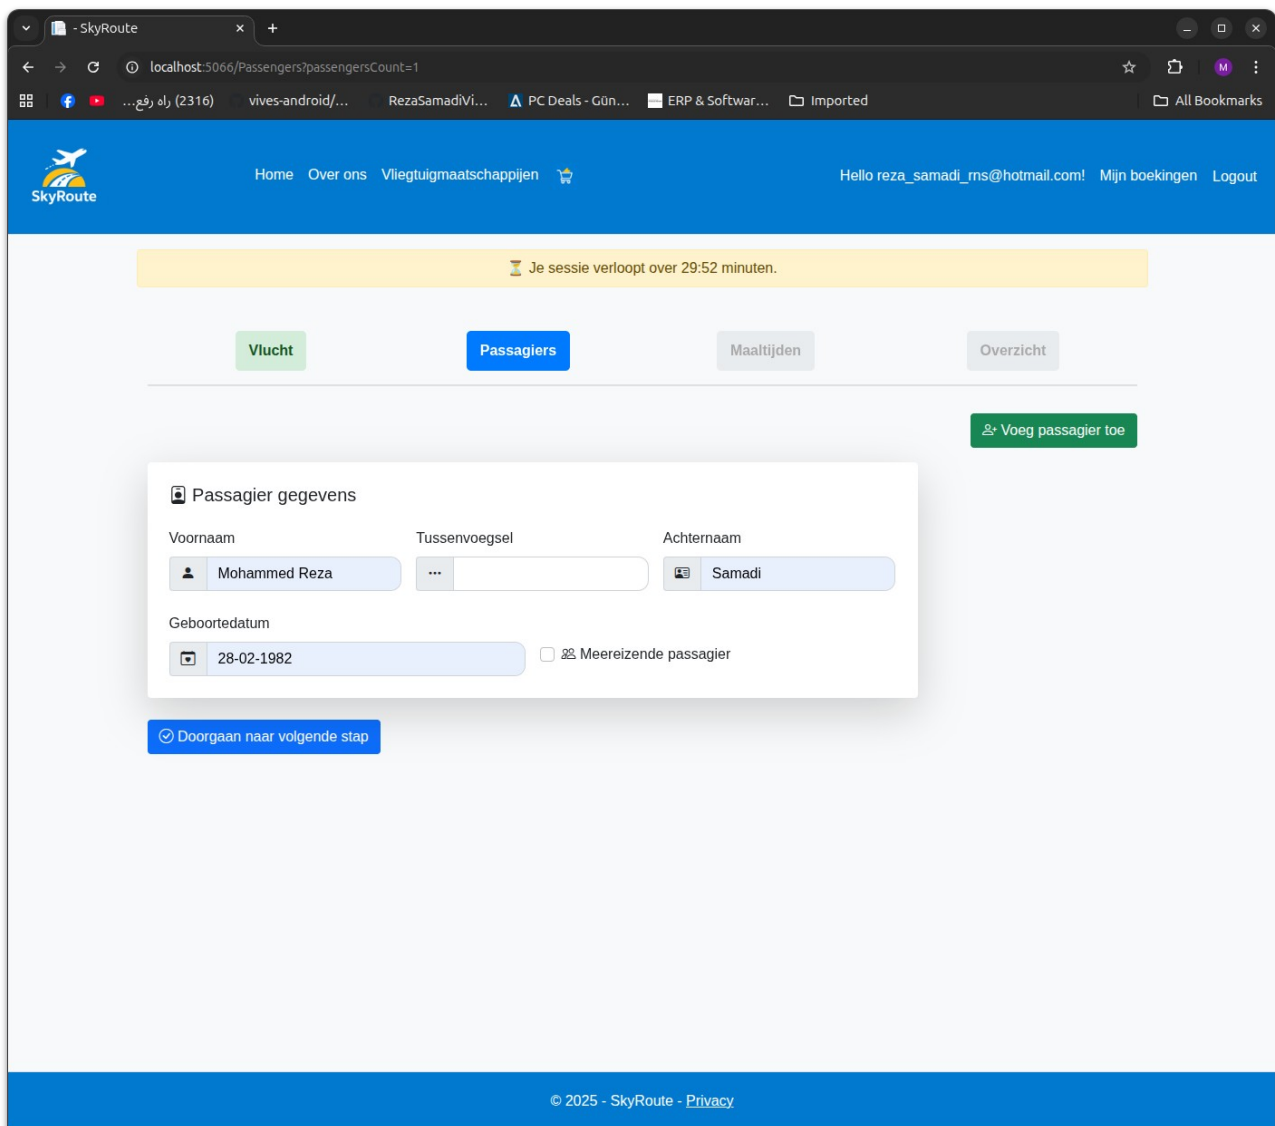 - SkyRoute
localhost:5066/Passengers?passengersCount=1
(2316) راه رفع...
vives-android/...
RezaSamadiVi...
PC Deals - Gün...
ERP & Softwar...
Imported
All Bookmarks
M
SkyRoute
Home
Over ons
Vliegtuigmaatschappijen
Hello reza_samadi_rns@hotmail.com!
Mijn boekingen
Logout
Je sessie verloopt over 29:52 minuten.
Vlucht
Passagiers
Maaltijden
Overzicht
Voeg passagier toe
Passagier gegevens
Voornaam
Tussenvoegsel
Achternaam
Mohammed Reza
Samadi
Geboortedatum
28-02-1982
Meereizende passagier
Doorgaan naar volgende stap
© 2025 - SkyRoute - Privacy